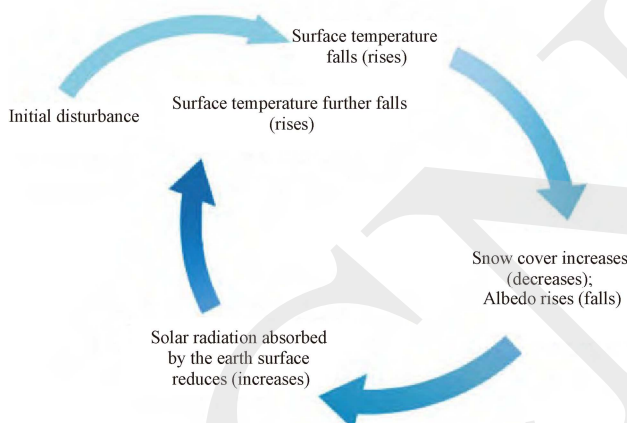 Surface temperature
falls (rises)
Initial disturbance
Surface temperature further falls
(rises)
Snow cover increases
(decreases);
Albedo rises (falls)
Solar radiation absorbed
by the earth surface
reduces (increases)